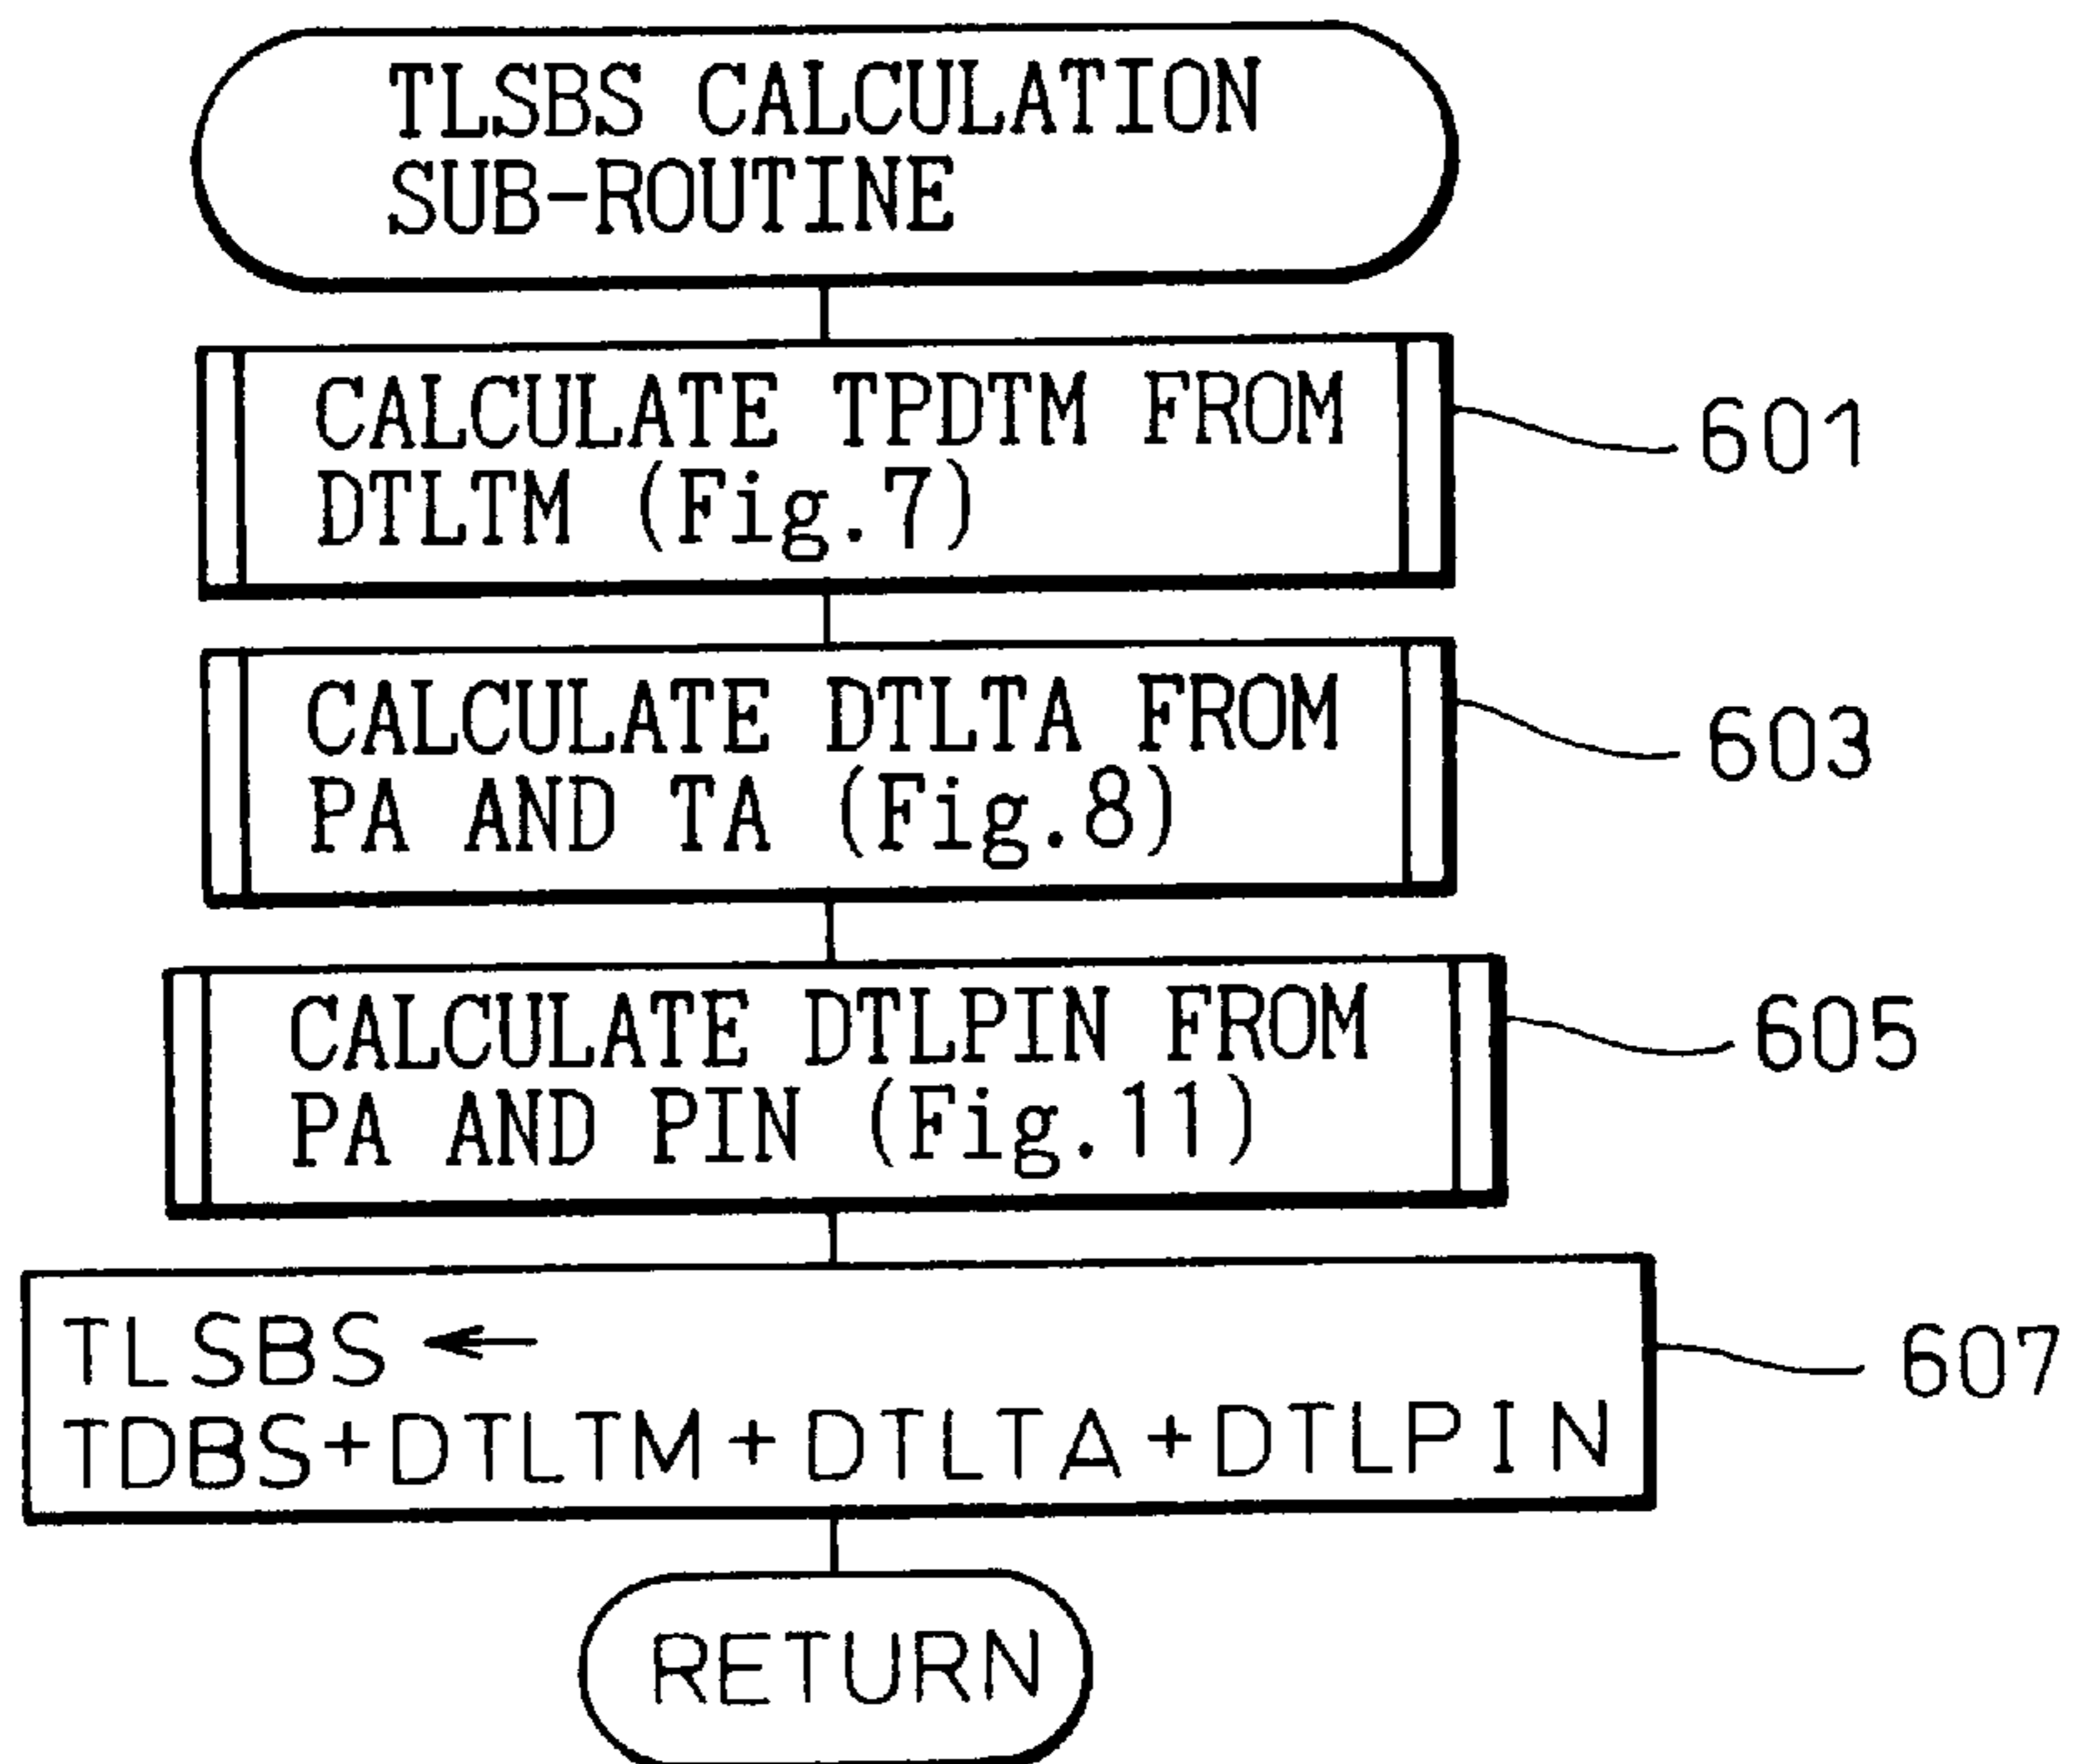 TLSBS CALCULATION
SUB-ROUTINE
CALCULATE TPDTM FROM
DTLTM (Fig.7)
601
CALCULATE DTLTA FROM
PA AND TA (Fig.8)
603
CALCULATE DTLPIN FROM
PA AND PIN (Fig.11)
605
TLSBS ←
TDBS+DTLTM+DTLTA+DTLPIN
607
RETURN